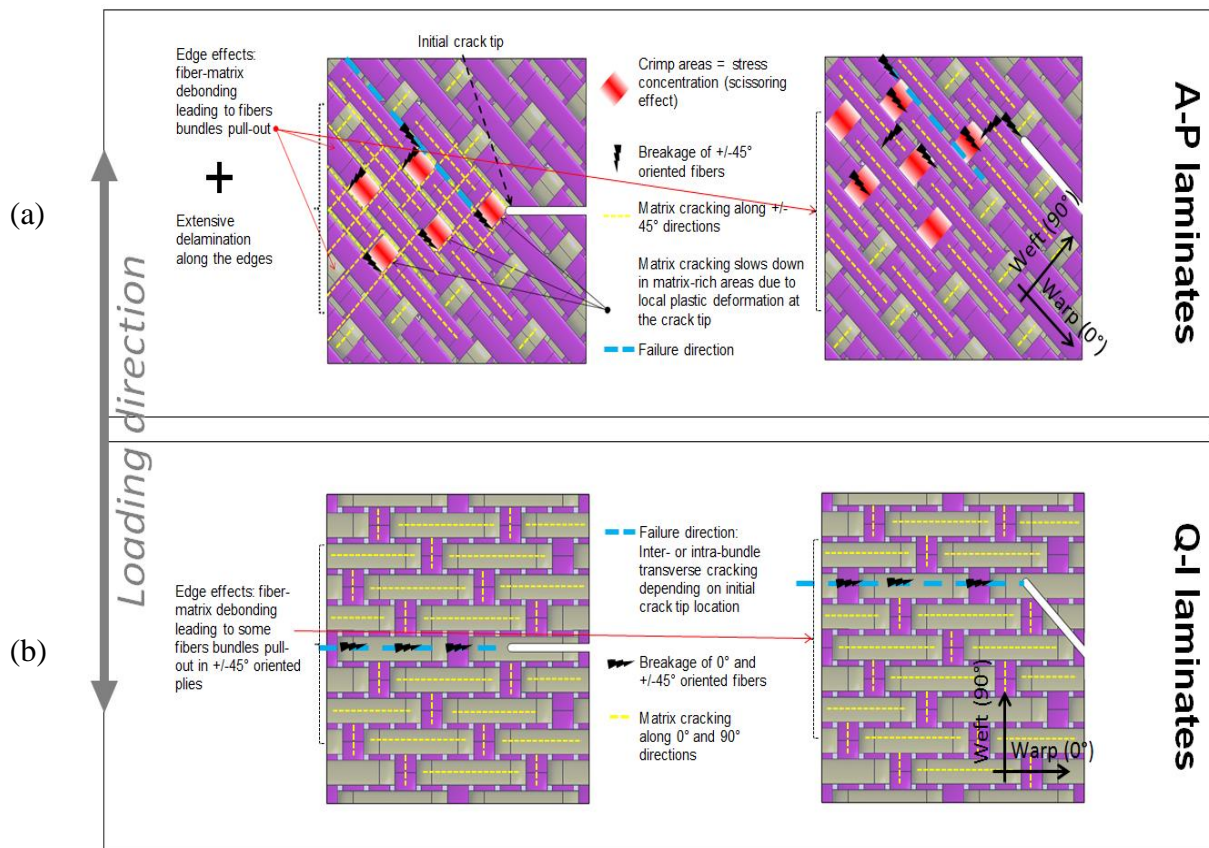 (a)
Loading direction
Edge effects:
fiber-matrix
debonding
leading to fibers
bundles pull-out
+
Extensive
delamination
along the edges
Initial crack tip
Crimp areas = stress
concentration (scissoring
effect)
Breakage of +/-45°
oriented fibers
Matrix cracking along +/-
45° directions
Matrix cracking slows down
in matrix-rich areas due to
local plastic deformation at
the crack tip
Failure direction
Weft (90°)
Warp (0°)
A-P laminates
(b)
Edge effects: fiber-
matrix debonding
leading to some
fibers bundles pull-
out in +/-45° oriented
plies
Failure direction:
Inter- or intra-bundle
transverse cracking
depending on initial
crack tip location
Breakage of 0° and
+/-45° oriented fibers
Matrix cracking
along 0° and 90°
directions
Weft (90°)
Warp (0°)
Q-I laminates